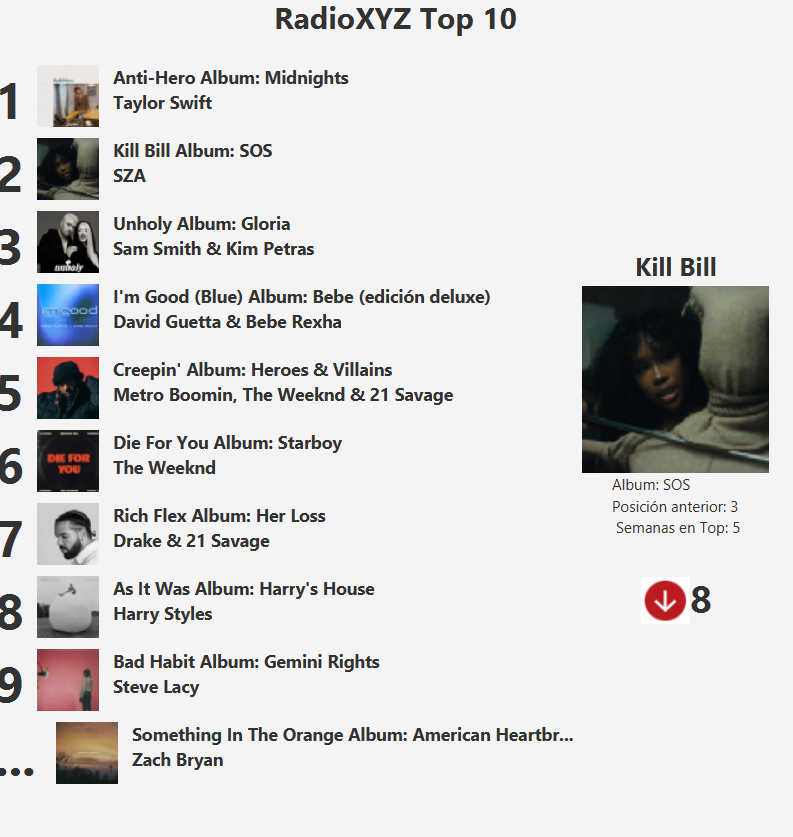 RadioXYZ Top 10
1
Anti-Hero Album: Midnights
Taylor Swift
2
Kill Bill Album: SOS
SZA
3
unholy
Unholy Album: Gloria
Sam Smith & Kim Petras
4
i'm good
I'm Good (Blue) Album: Bebe (edición deluxe)
David Guetta & Bebe Rexha
5
Creepin' Album: Heroes & Villains
Metro Boomin, The Weeknd & 21 Savage
6
DIE FOR
YOU
Die For You Album: Starboy
The Weeknd
7
Rich Flex Album: Her Loss
Drake & 21 Savage
8
As It Was Album: Harry's House
Harry Styles
9
Bad Habit Album: Gemini Rights
Steve Lacy
...
Something In The Orange Album: American Heartbr...
Zach Bryan
Kill Bill
Album: SOS
Posición anterior: 3
Semanas en Top: 5
8